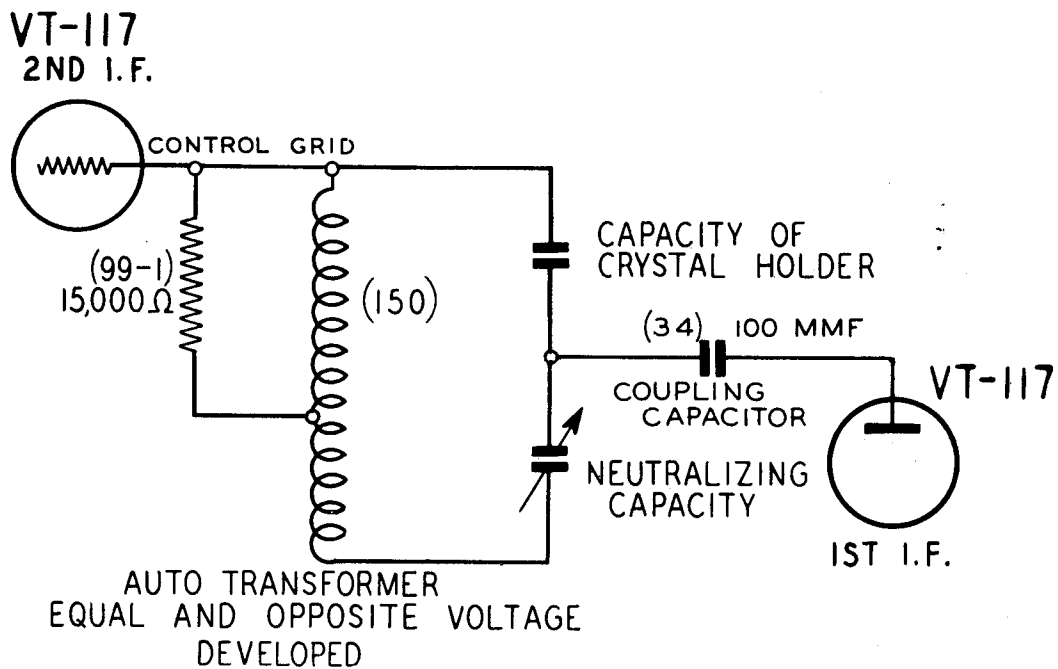 VT-117
2ND I.F.
CONTROL GRID
(99-1)
15,000Ω
(150)
CAPACITY OF
CRYSTAL HOLDER
(34) 100 MMF
COUPLING
CAPACITOR
VT-117
NEUTRALIZING
CAPACITY
1ST I.F.
AUTO TRANSFORMER
EQUAL AND OPPOSITE VOLTAGE
DEVELOPED